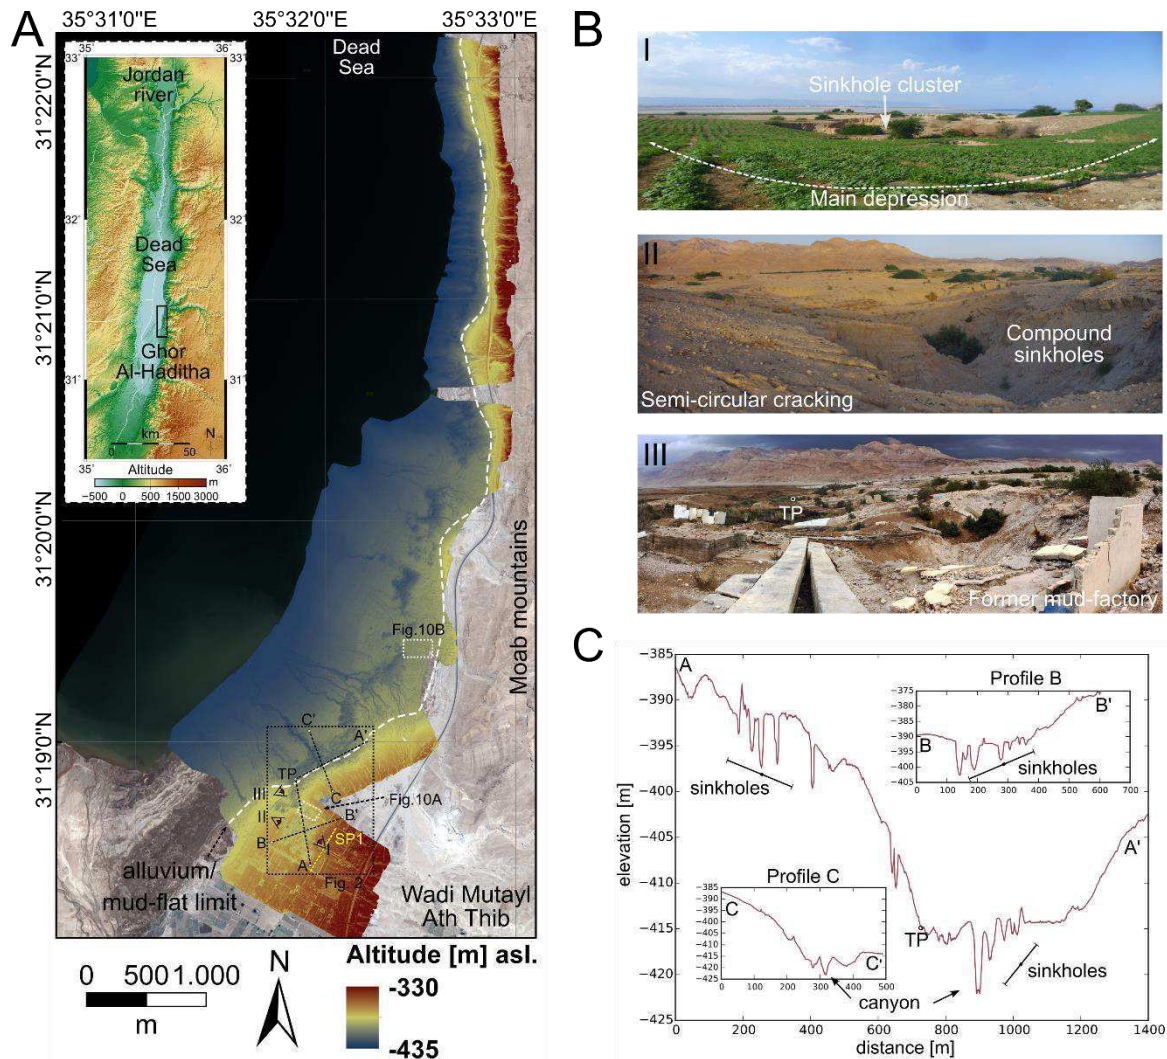 A
35°31'0"E
35°32'0"E
35°33'0"E
31°22'0"N
31°21'0"N
31°20'0"N
31°19'0"N
Dead
Sea
35°
36°
33°
33°
Jordan
river
32°
32°
Dead
Sea
Ghor
Al-Haditha
31°
31°
km
N
0
50
35°
36°
Altitude
m
−500
0
500
1500
3000
Moab mountains
Fig.10B
C'
A'
TP
III
C
Fig.10A
II
B'
B
I
SP1
A
Fig. 2
alluvium/
mud-flat limit
Wadi Mutayl
Ath Thib
0
500
1.000
m
N
Altitude [m] asl.
-330
-435
B
I
Sinkhole cluster
Main depression
II
Compound
sinkholes
Semi-circular cracking
III
TP
Former mud-factory
C
−385
−390
−395
−400
−405
−410
−415
−420
−425
elevation [m]
A
sinkholes
Profile B
−375
−380
−385
−390
−395
−400
−405
B
B'
sinkholes
0
100
200
300
400
500
600
700
A'
TP
sinkholes
Profile C
−385
−390
−395
−400
−405
−410
−415
−420
−425
C
C'
0
100
200
300
400
500
canyon
0
200
400
600
800
1000
1200
1400
distance [m]